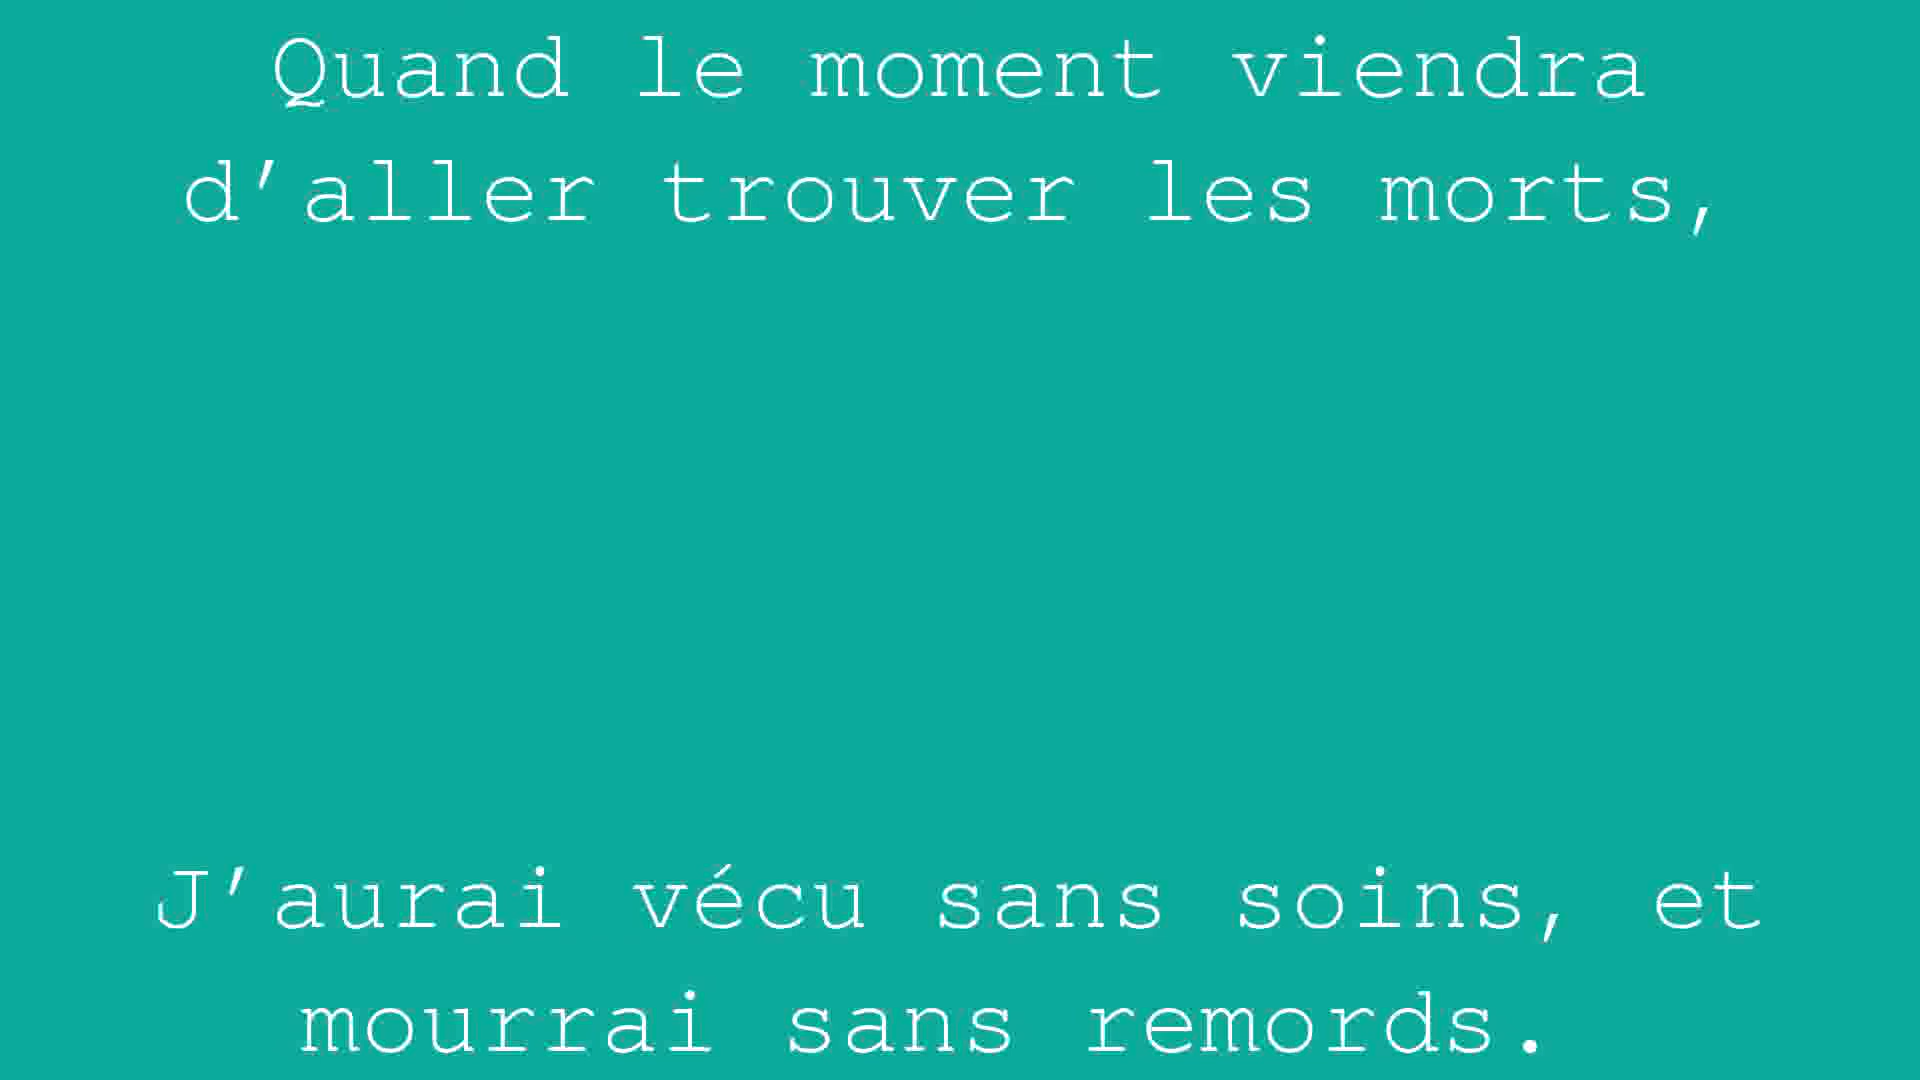 Quand le moment viendra
d’aller trouver les morts,
J’aurai vécu sans soins, et
mourrai sans remords.